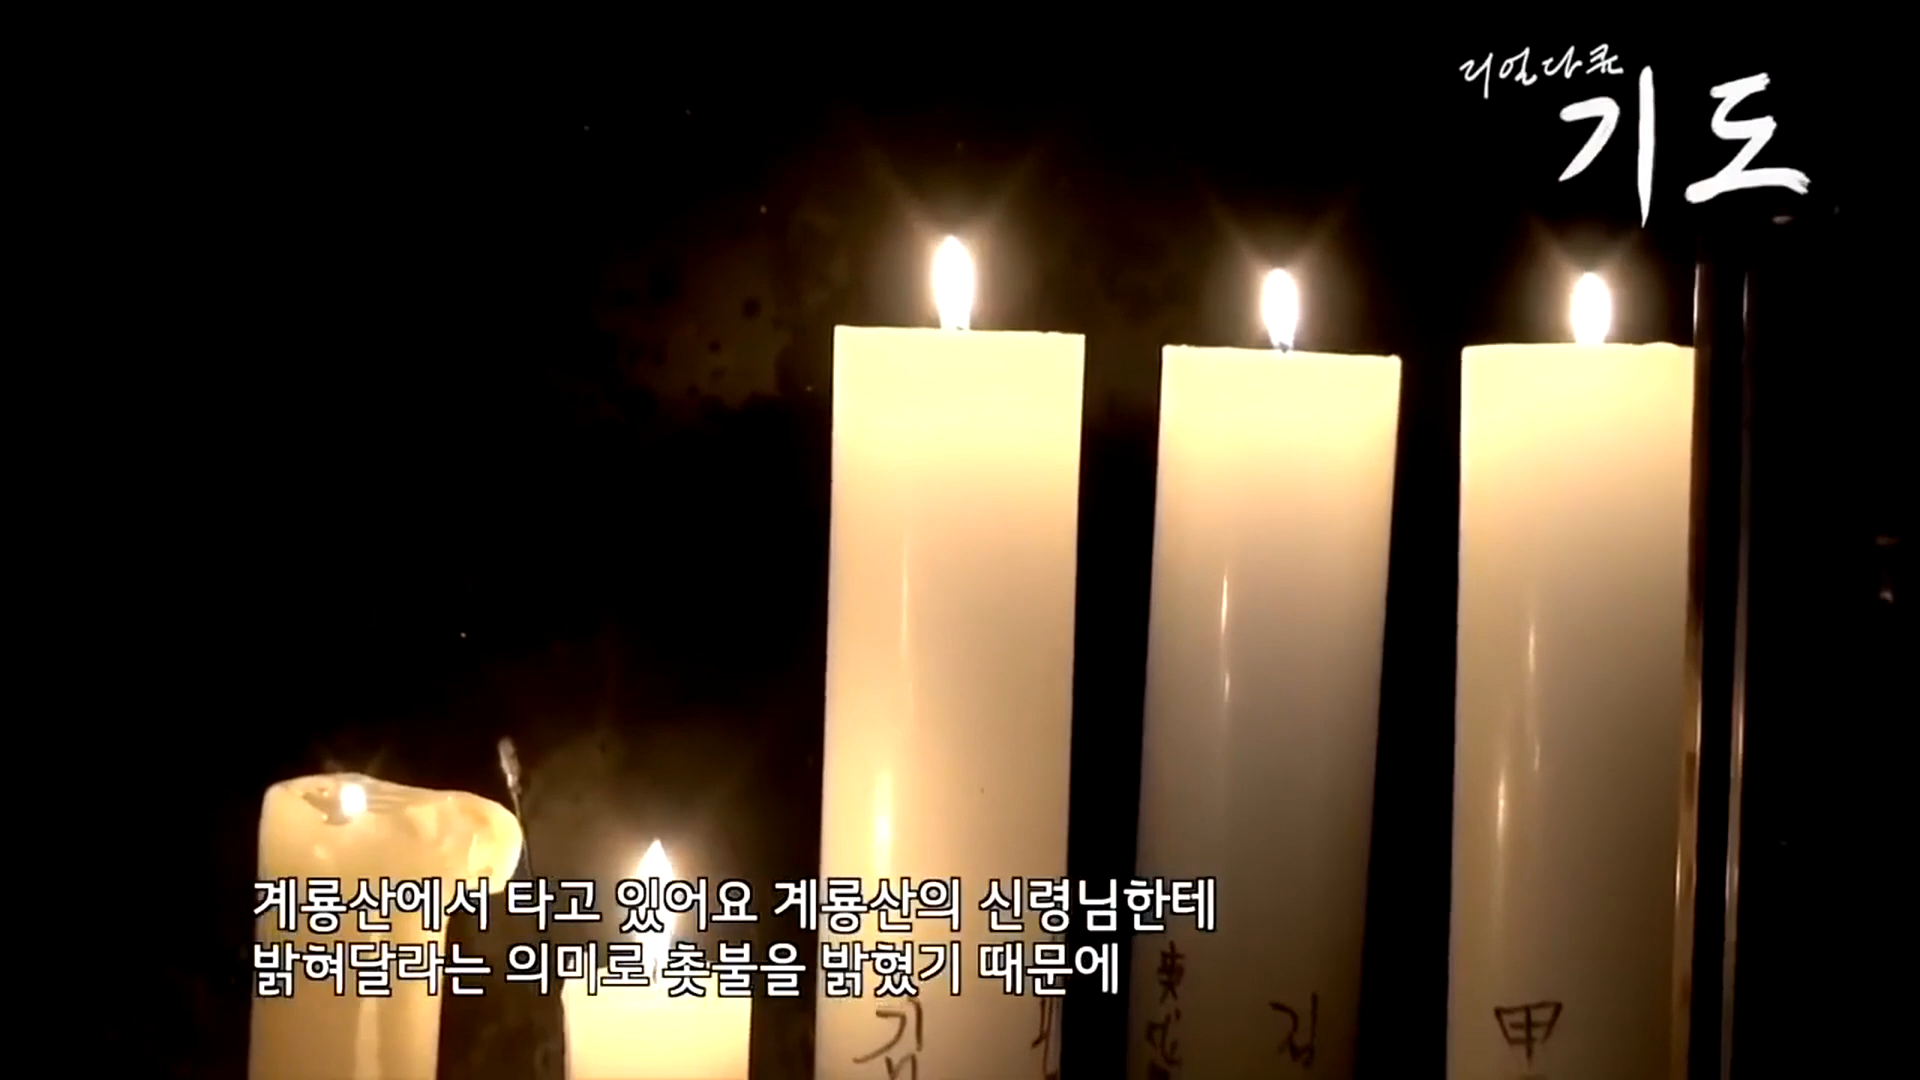 리얼다큐
기도
계룡산에서 타고 있어요 계룡산의 신령님한테
밝혀달라는 의미로 촛불을 밝혔기 때문에
김
甲